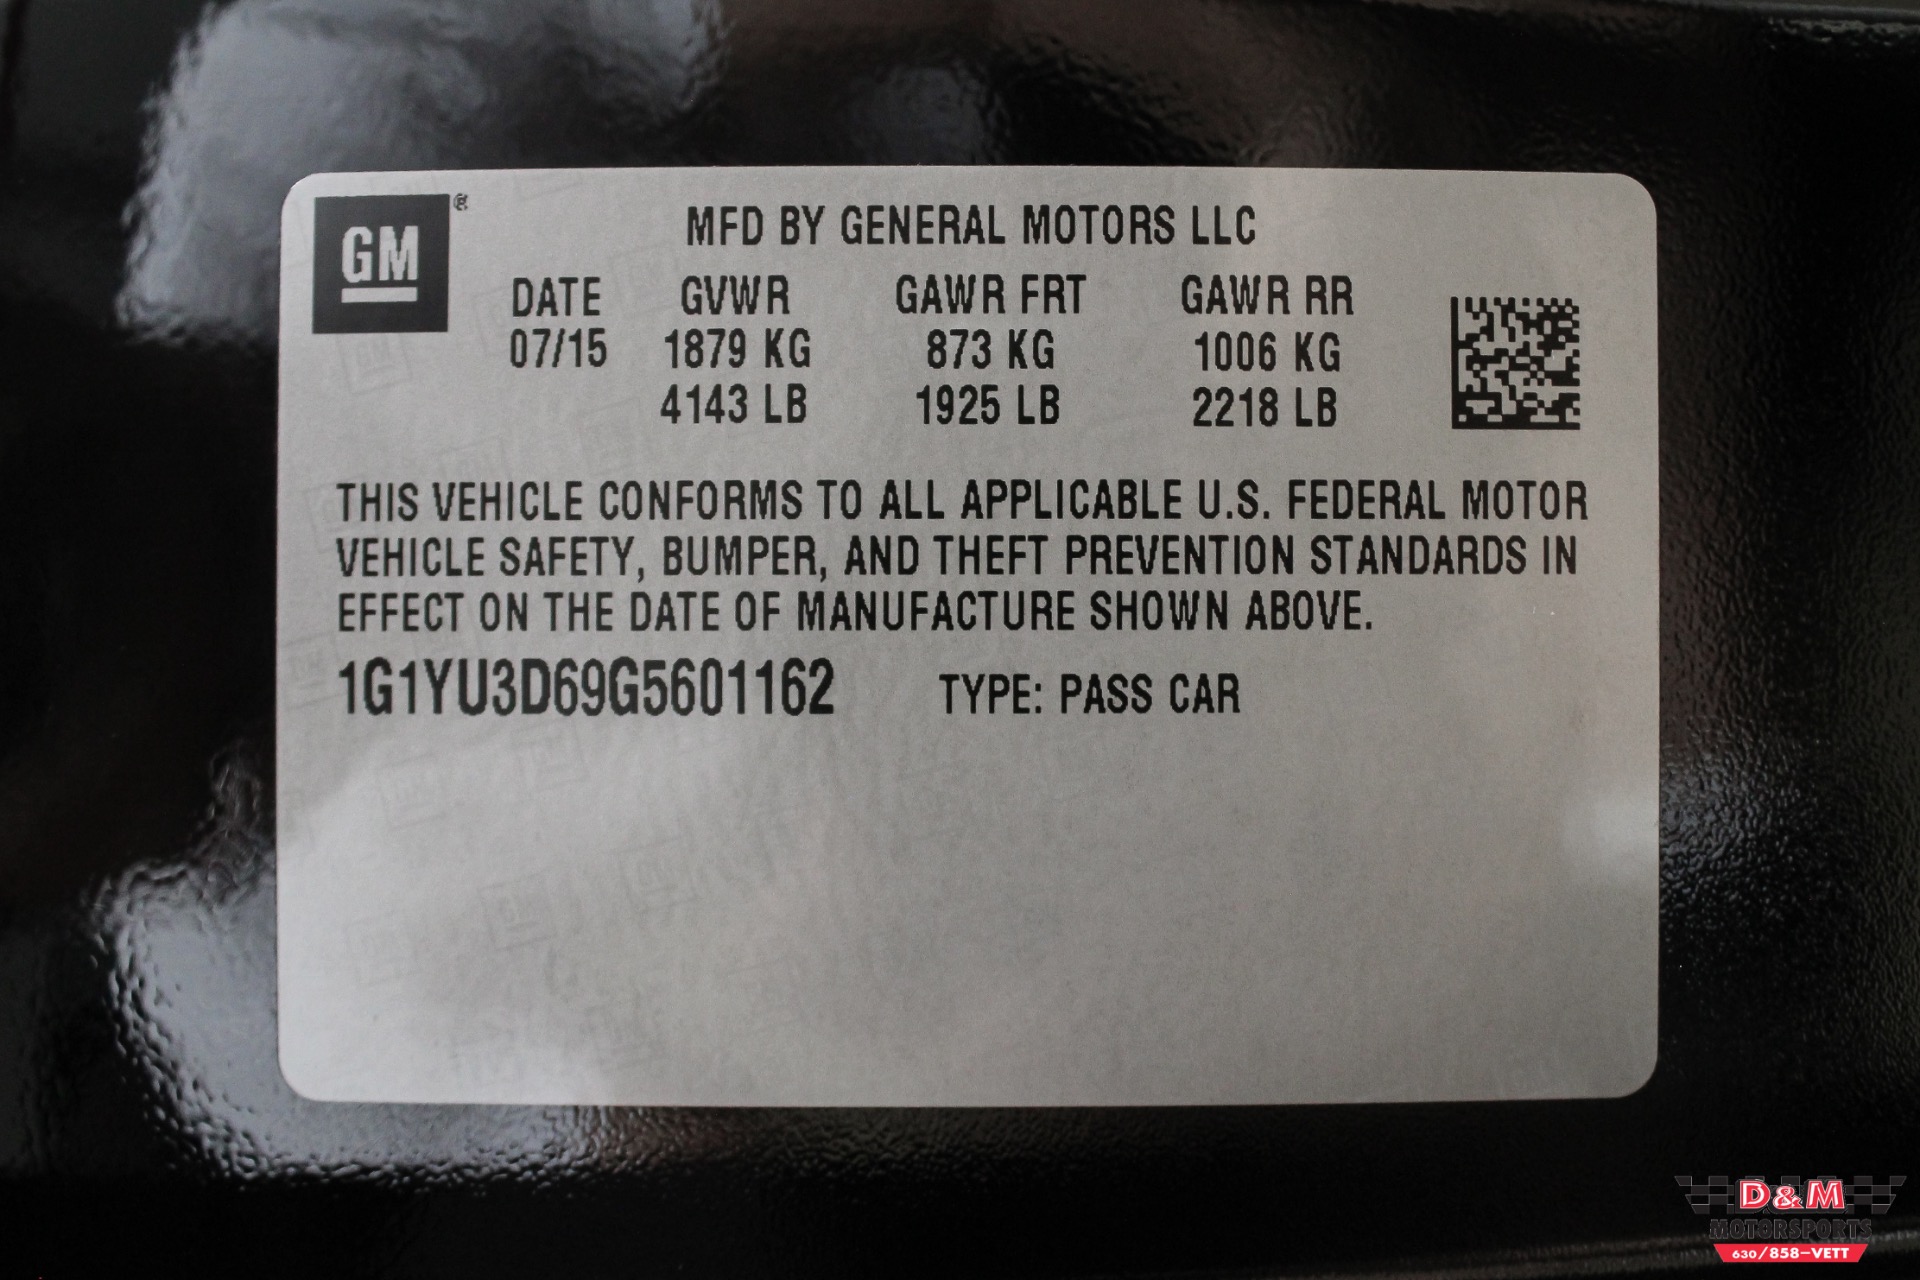 GM ®
MFD BY GENERAL MOTORS LLC
DATE GVWR GAWR FRT GAWR RR
07/15 1879 KG 873 KG 1006 KG
4143 LB 1925 LB 2218 LB
THIS VEHICLE CONFORMS TO ALL APPLICABLE U.S. FEDERAL MOTOR
VEHICLE SAFETY, BUMPER, AND THEFT PREVENTION STANDARDS IN
EFFECT ON THE DATE OF MANUFACTURE SHOWN ABOVE.
1G1YU3D69G5601162 TYPE: PASS CAR
D&M
MOTORSPORTS
630/858-VETT